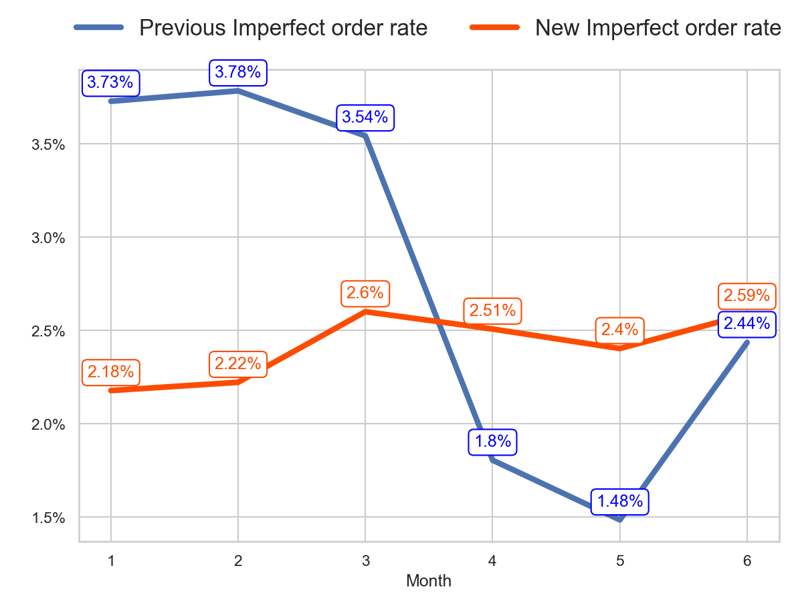 Previous Imperfect order rate New Imperfect order rate
3.73% 3.78%
3.54%
3.5%
3.0%
2.6% 2.51% 2.59%
2.5% 2.4% 2.44%
2.18% 2.22%
2.0%
1.8%
1.48%
1.5%
1 2 3 4 5 6
Month